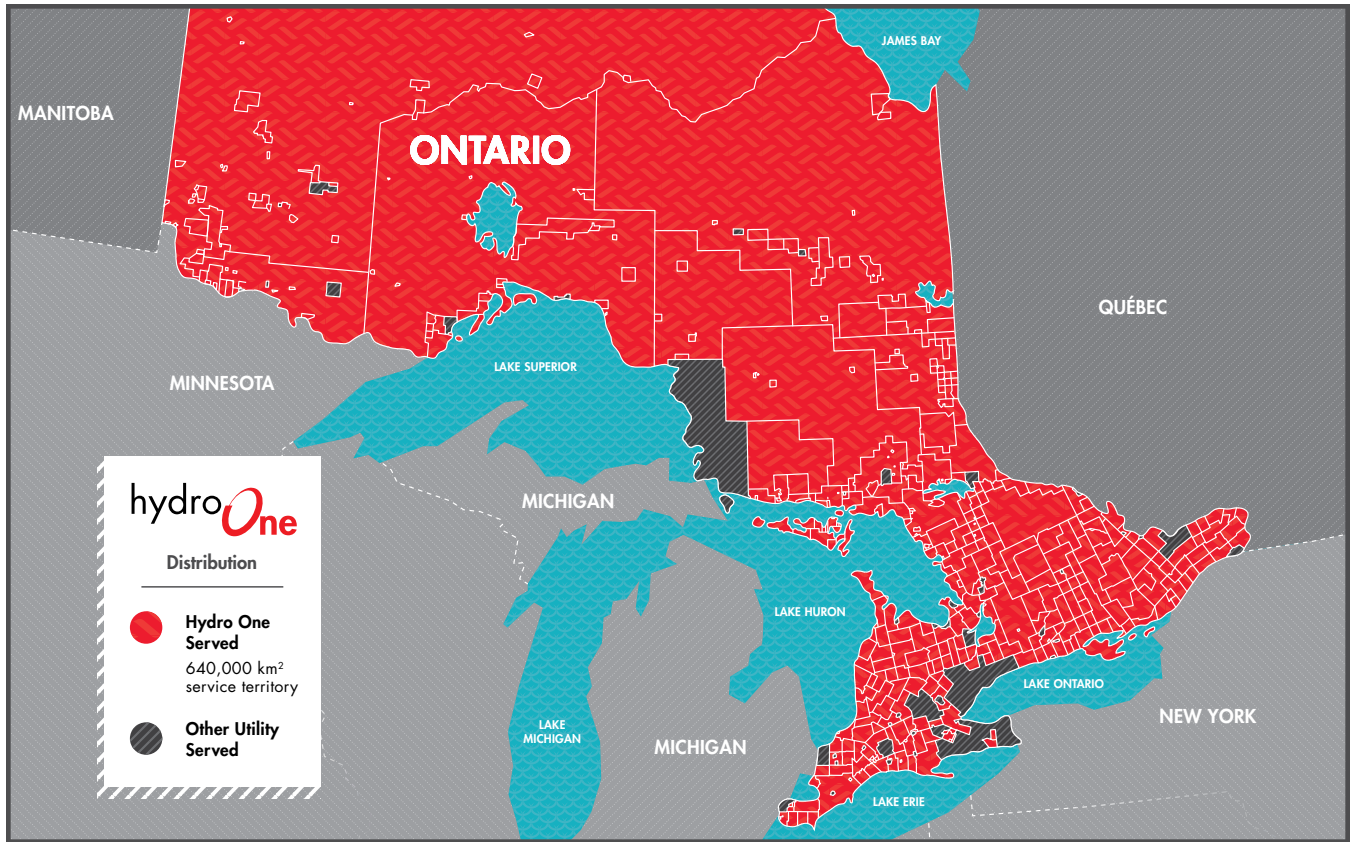 JAMES BAY
MANITOBA
ONTARIO
QUÉBEC
LAKE SUPERIOR
MINNESOTA
MICHIGAN
hydroOne
Distribution
Hydro One
Served
640,000 km²
service territory
Other Utility
Served
LAKE HURON
LAKE ONTARIO
NEW YORK
LAKE
MICHIGAN
MICHIGAN
LAKE ERIE